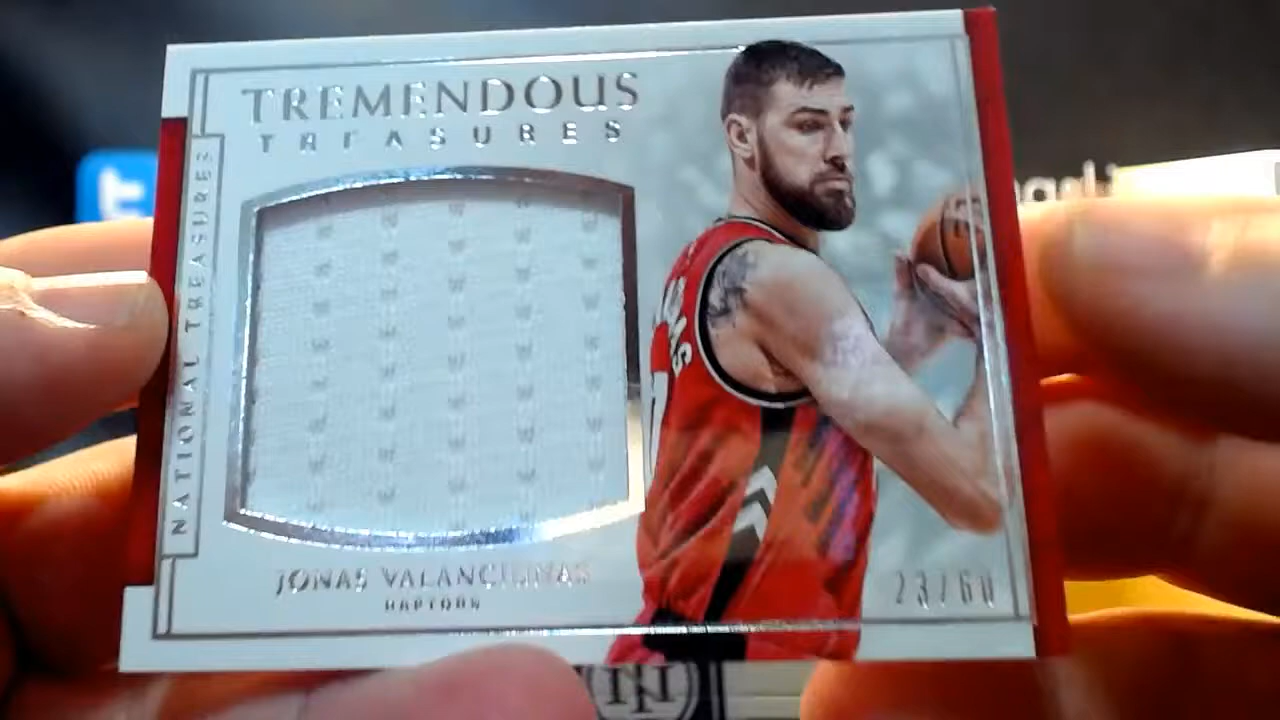 TREMENDOUS
TREASURES
NATIONAL TREASURES
JONAS VALANCIUNAS
RAPTORS
23/60